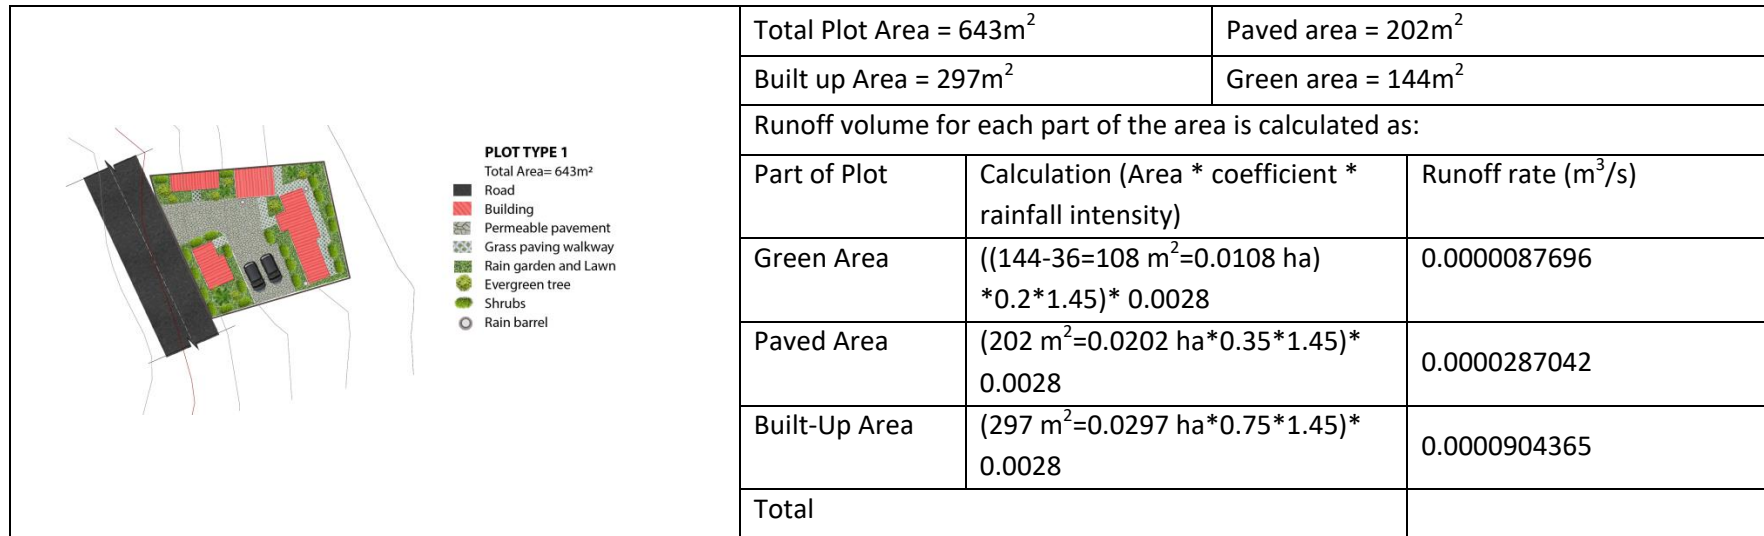 Total Plot Area = 643m²
Paved area = 202m²
Built up Area = 297m²
Green area = 144m²
Runoff volume for each part of the area is calculated as:
PLOT TYPE 1
Total Area= 643m²
Road
Building
Permeable pavement
Grass paving walkway
Rain garden and Lawn
Evergreen tree
Shrubs
Rain barrel
Part of Plot
Calculation (Area * coefficient *
rainfall intensity)
Runoff rate (m³/s)
Green Area
((144-36=108 m²=0.0108 ha)
*0.2*1.45)* 0.0028
0.0000087696
Paved Area
(202 m²=0.0202 ha*0.35*1.45)*
0.0028
0.0000287042
Built-Up Area
(297 m²=0.0297 ha*0.75*1.45)*
0.0028
0.0000904365
Total